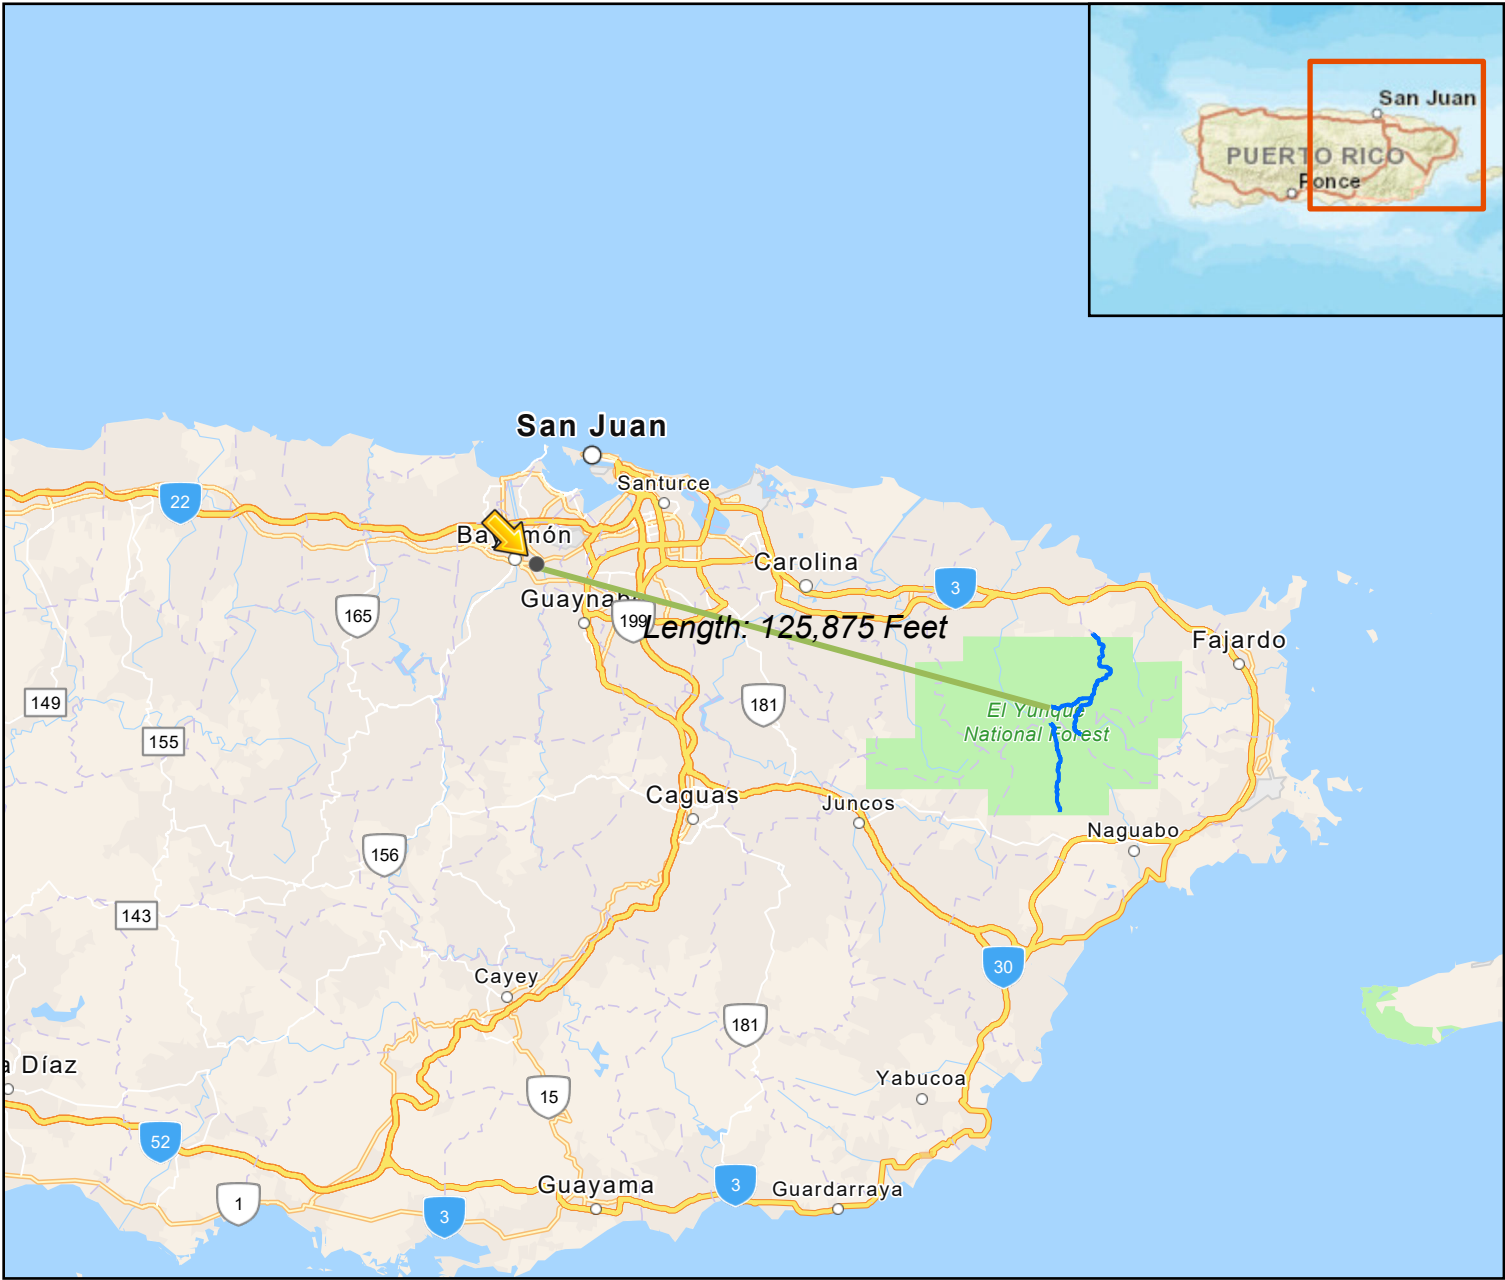 San Juan
PUERTO RICO
Ponce
San Juan
Santurce
22
Bayamón
Carolina
3
Guaynabo
165
199
Length: 125,875 Feet
Fajardo
149
181
El Yunque
National Forest
155
Caguas
Juncos
Naguabo
156
143
30
Cayey
181
a Díaz
Yabucoa
15
52
Guayama
3
Guardarraya
1
3